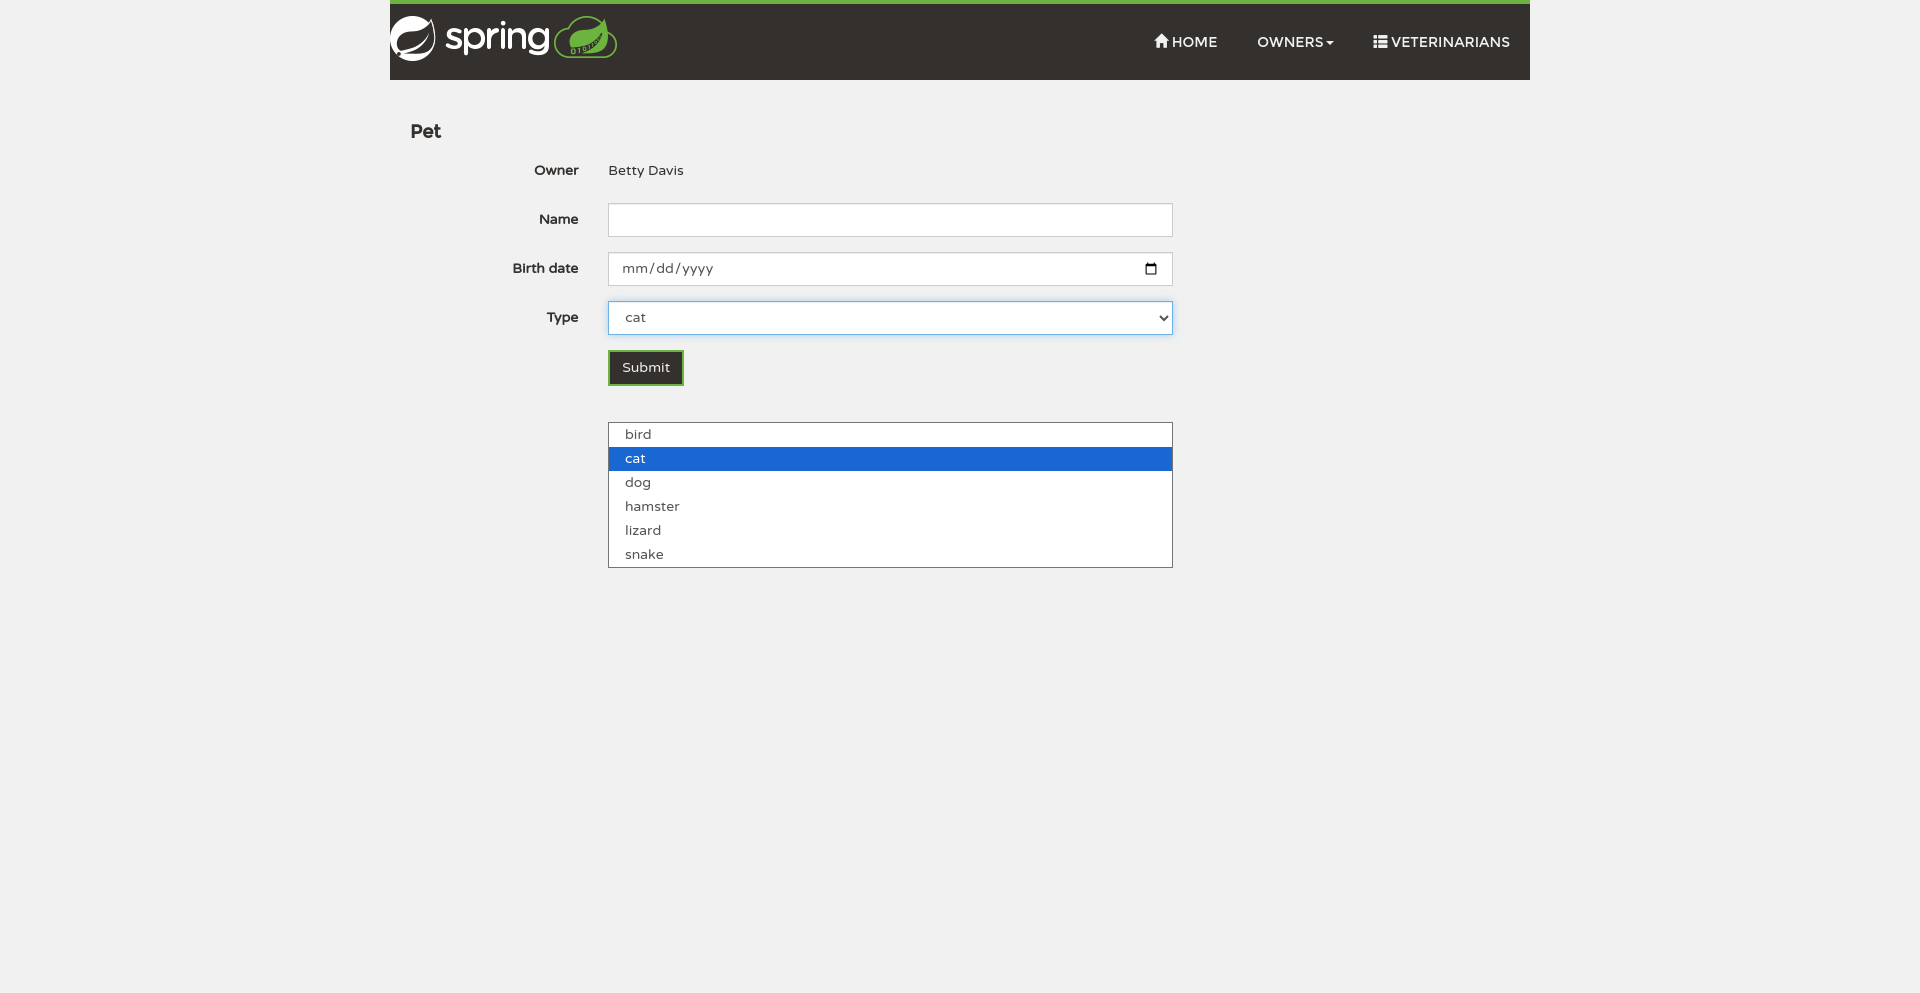 spring
HOME OWNERS VETERINARIANS
Pet
Owner Betty Davis
Name
Birth date mm/dd/yyyy
Type cat
Submit
bird
cat
dog
hamster
lizard
snake